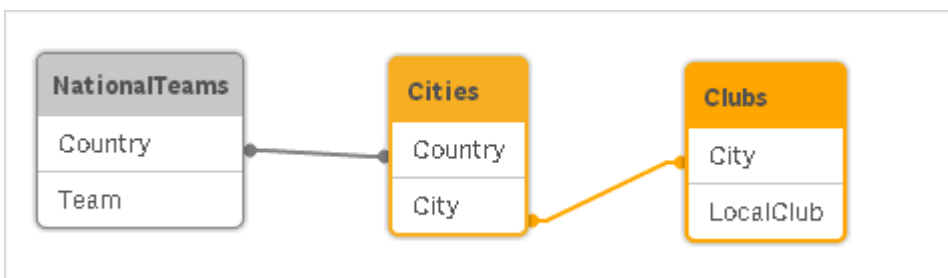 NationalTeams
Country
Team
Cities
Country
City
Clubs
City
LocalClub